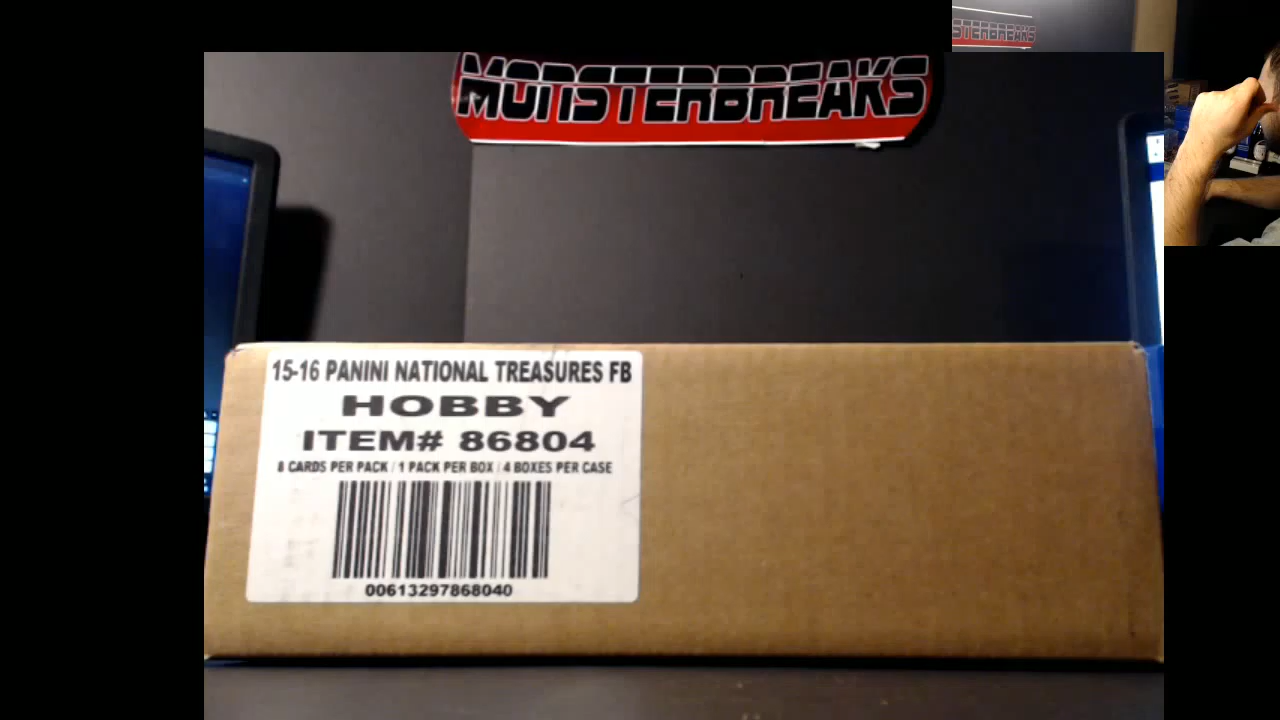 MONSTERBREAKS
STERBREAKS
15-16 PANINI NATIONAL TREASURES FB
HOBBY
ITEM# 86804
8 CARDS PER PACK / 1 PACK PER BOX / 4 BOXES PER CASE
00613297868040